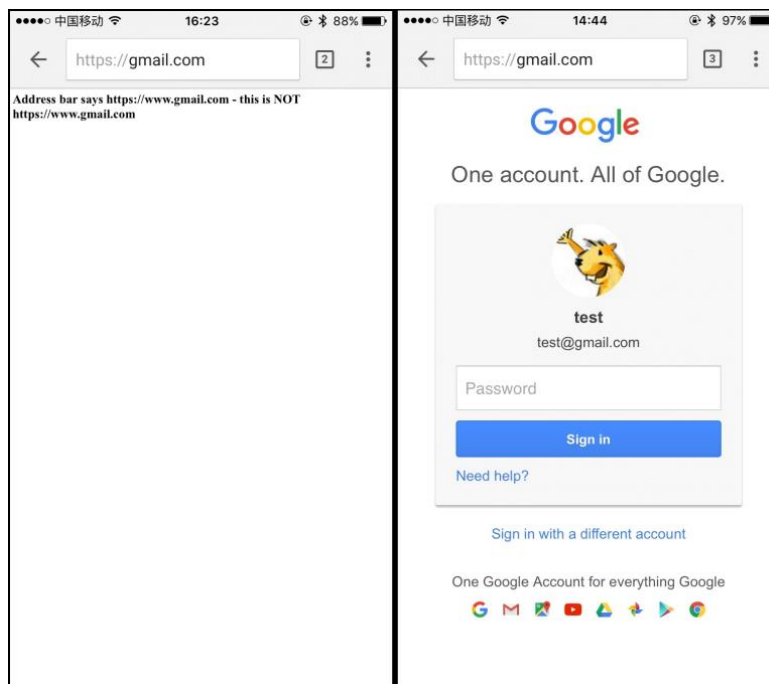 中国移动 16:23 88%
https://gmail.com 2
Address bar says https://www.gmail.com - this is NOT
https://www.gmail.com
中国移动 14:44 97%
https://gmail.com 3
Google
One account. All of Google.
test
test@gmail.com
Password
Sign in
Need help?
Sign in with a different account
One Google Account for everything Google